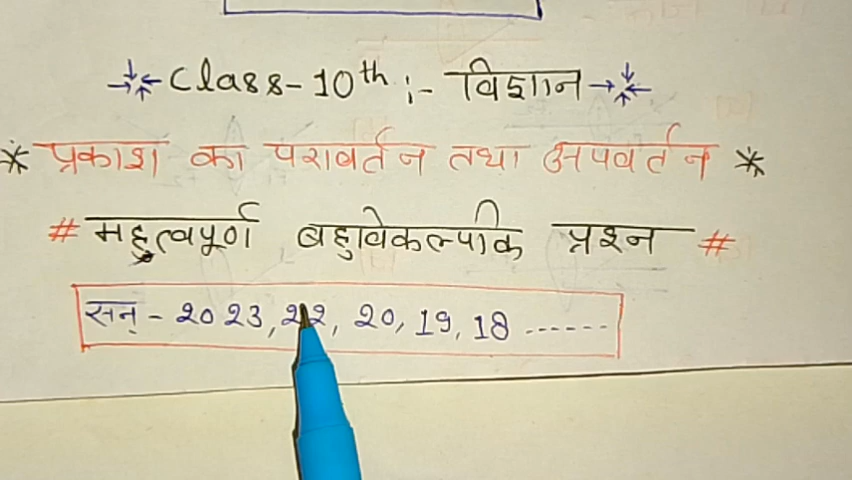 Class-10th :- विज्ञान
* प्रकाश का परावर्तन तथा अपवर्तन *
# महत्वपूर्ण बहुविकल्पीक प्रश्न #
सन् - 2023, 22, 20, 19, 18 ------